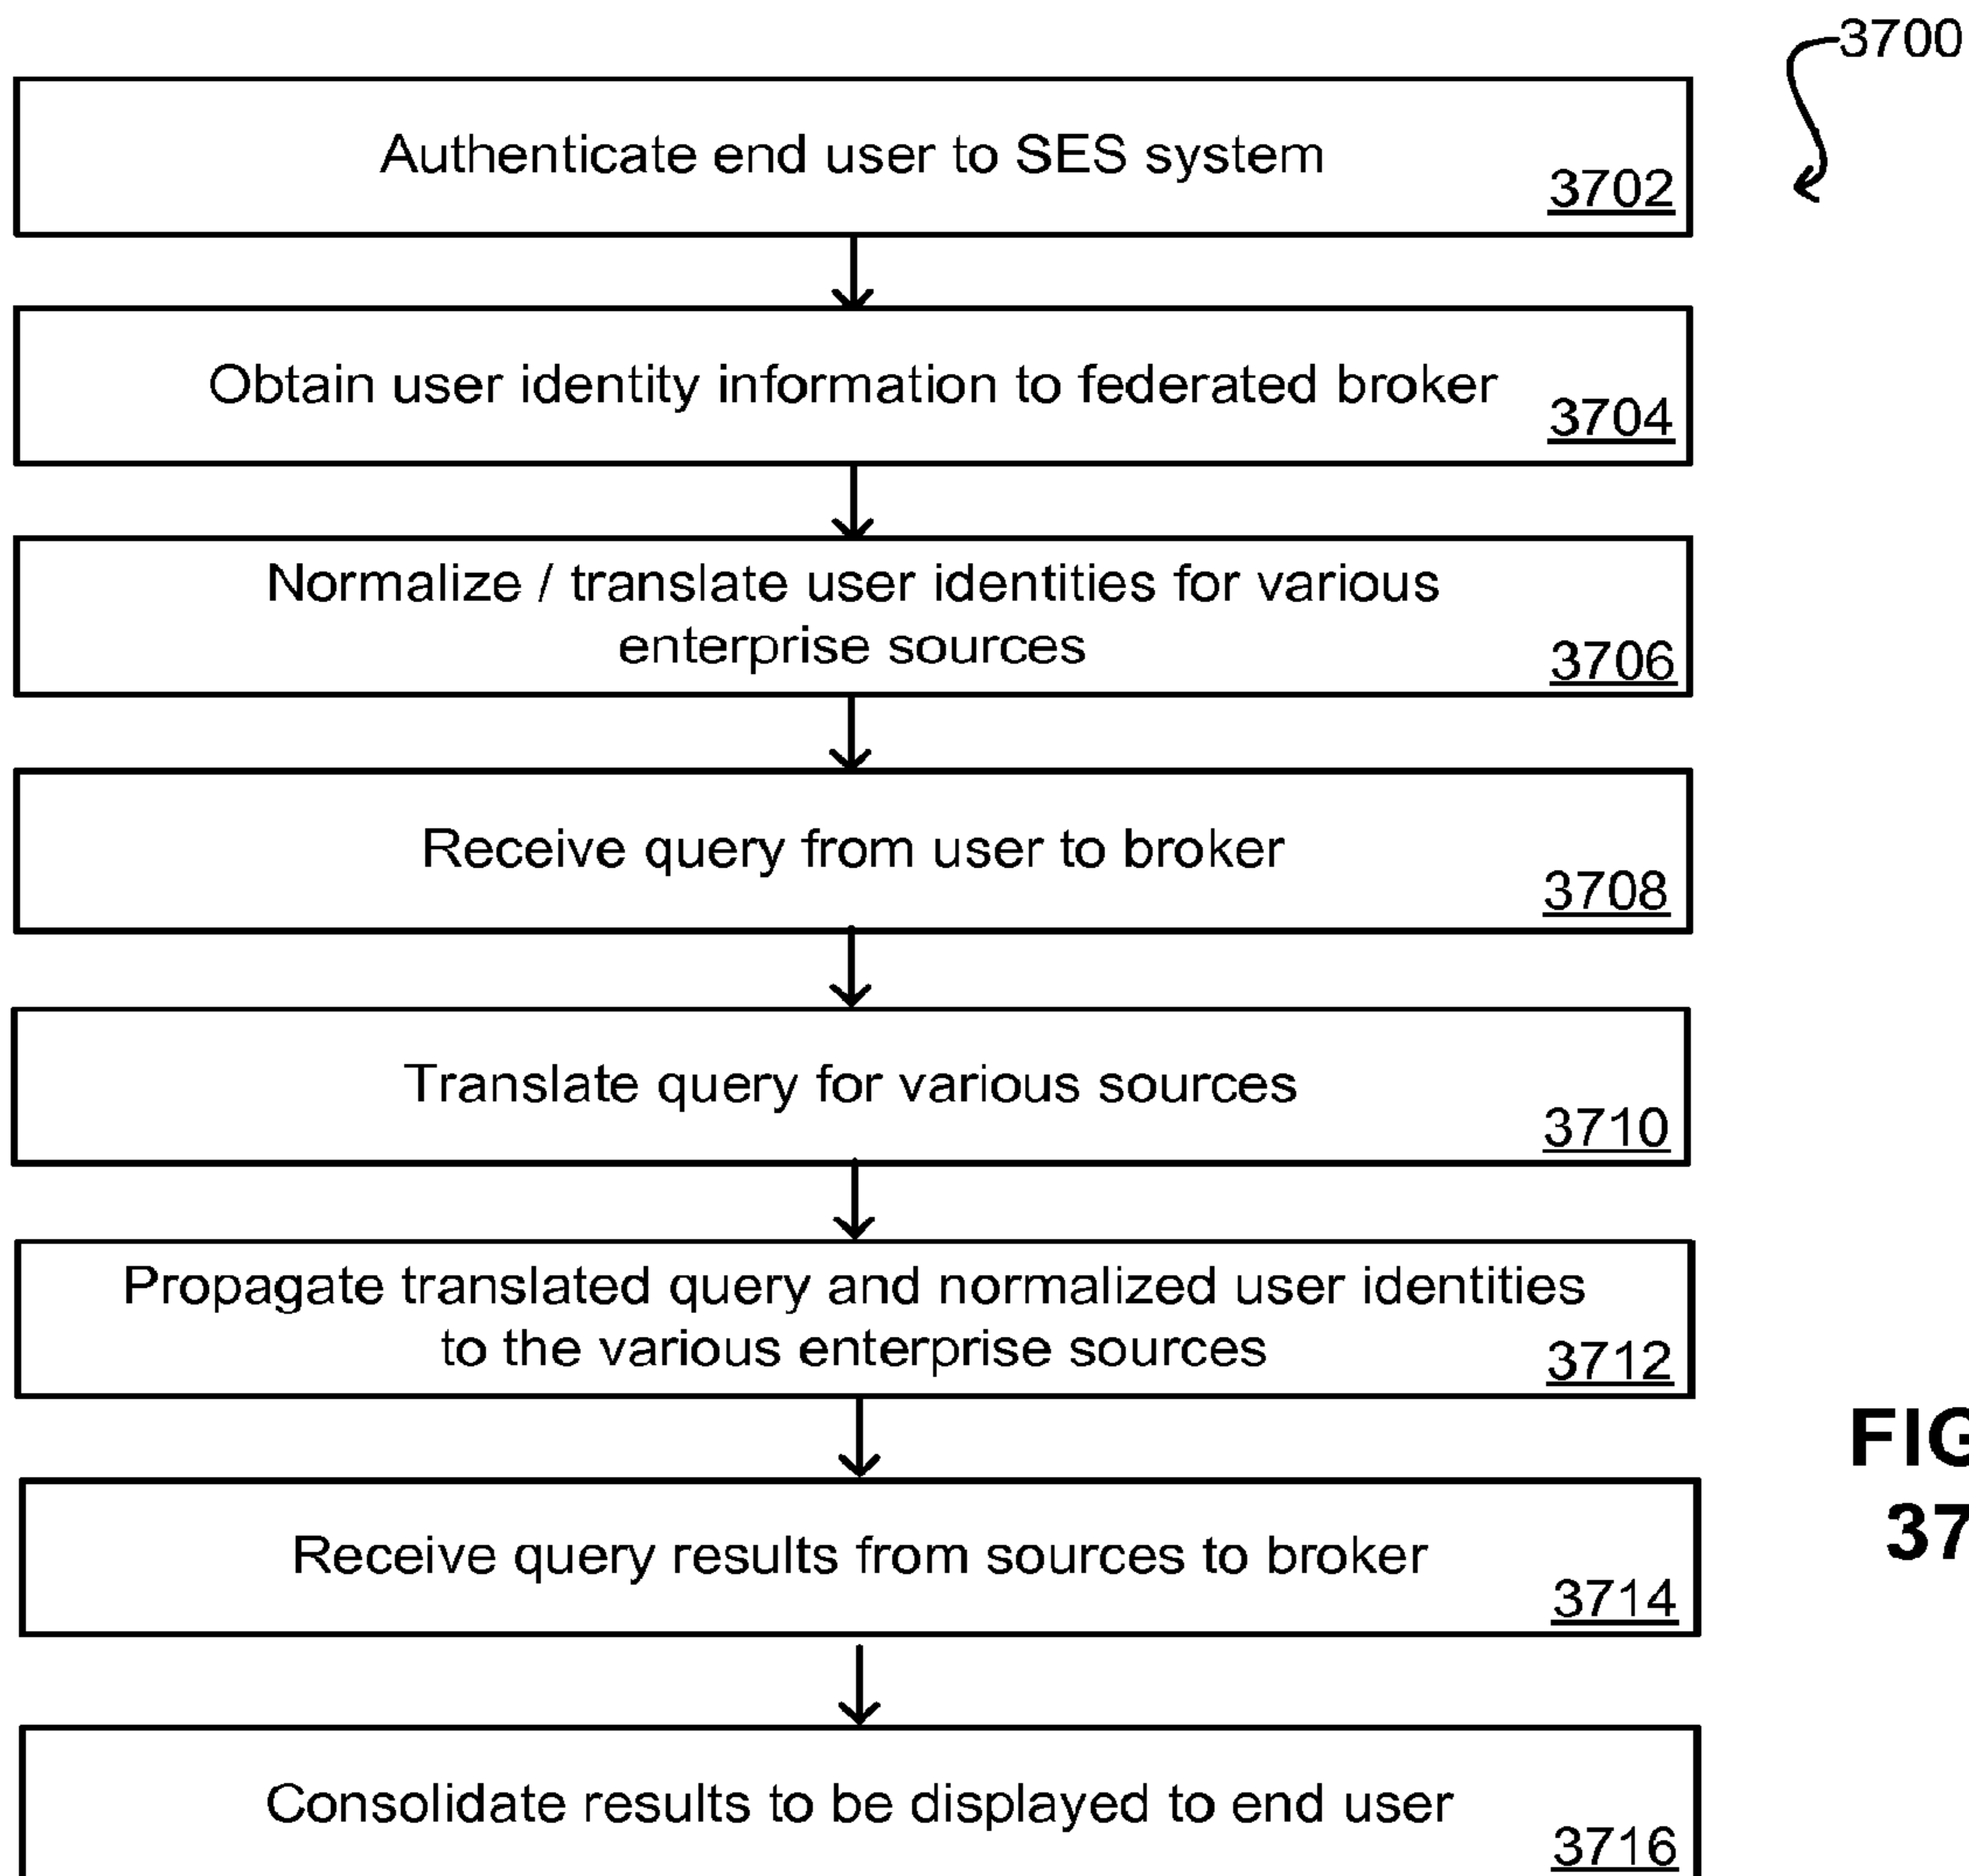 3700
Authenticate end user to SES system
3702
Obtain user identity information to federated broker
3704
Normalize / translate user identities for various
enterprise sources
3706
Receive query from user to broker
3708
Translate query for various sources
3710
Propagate translated query and normalized user identities
to the various enterprise sources
3712
Receive query results from sources to broker
3714
Consolidate results to be displayed to end user
3716
FIG
37